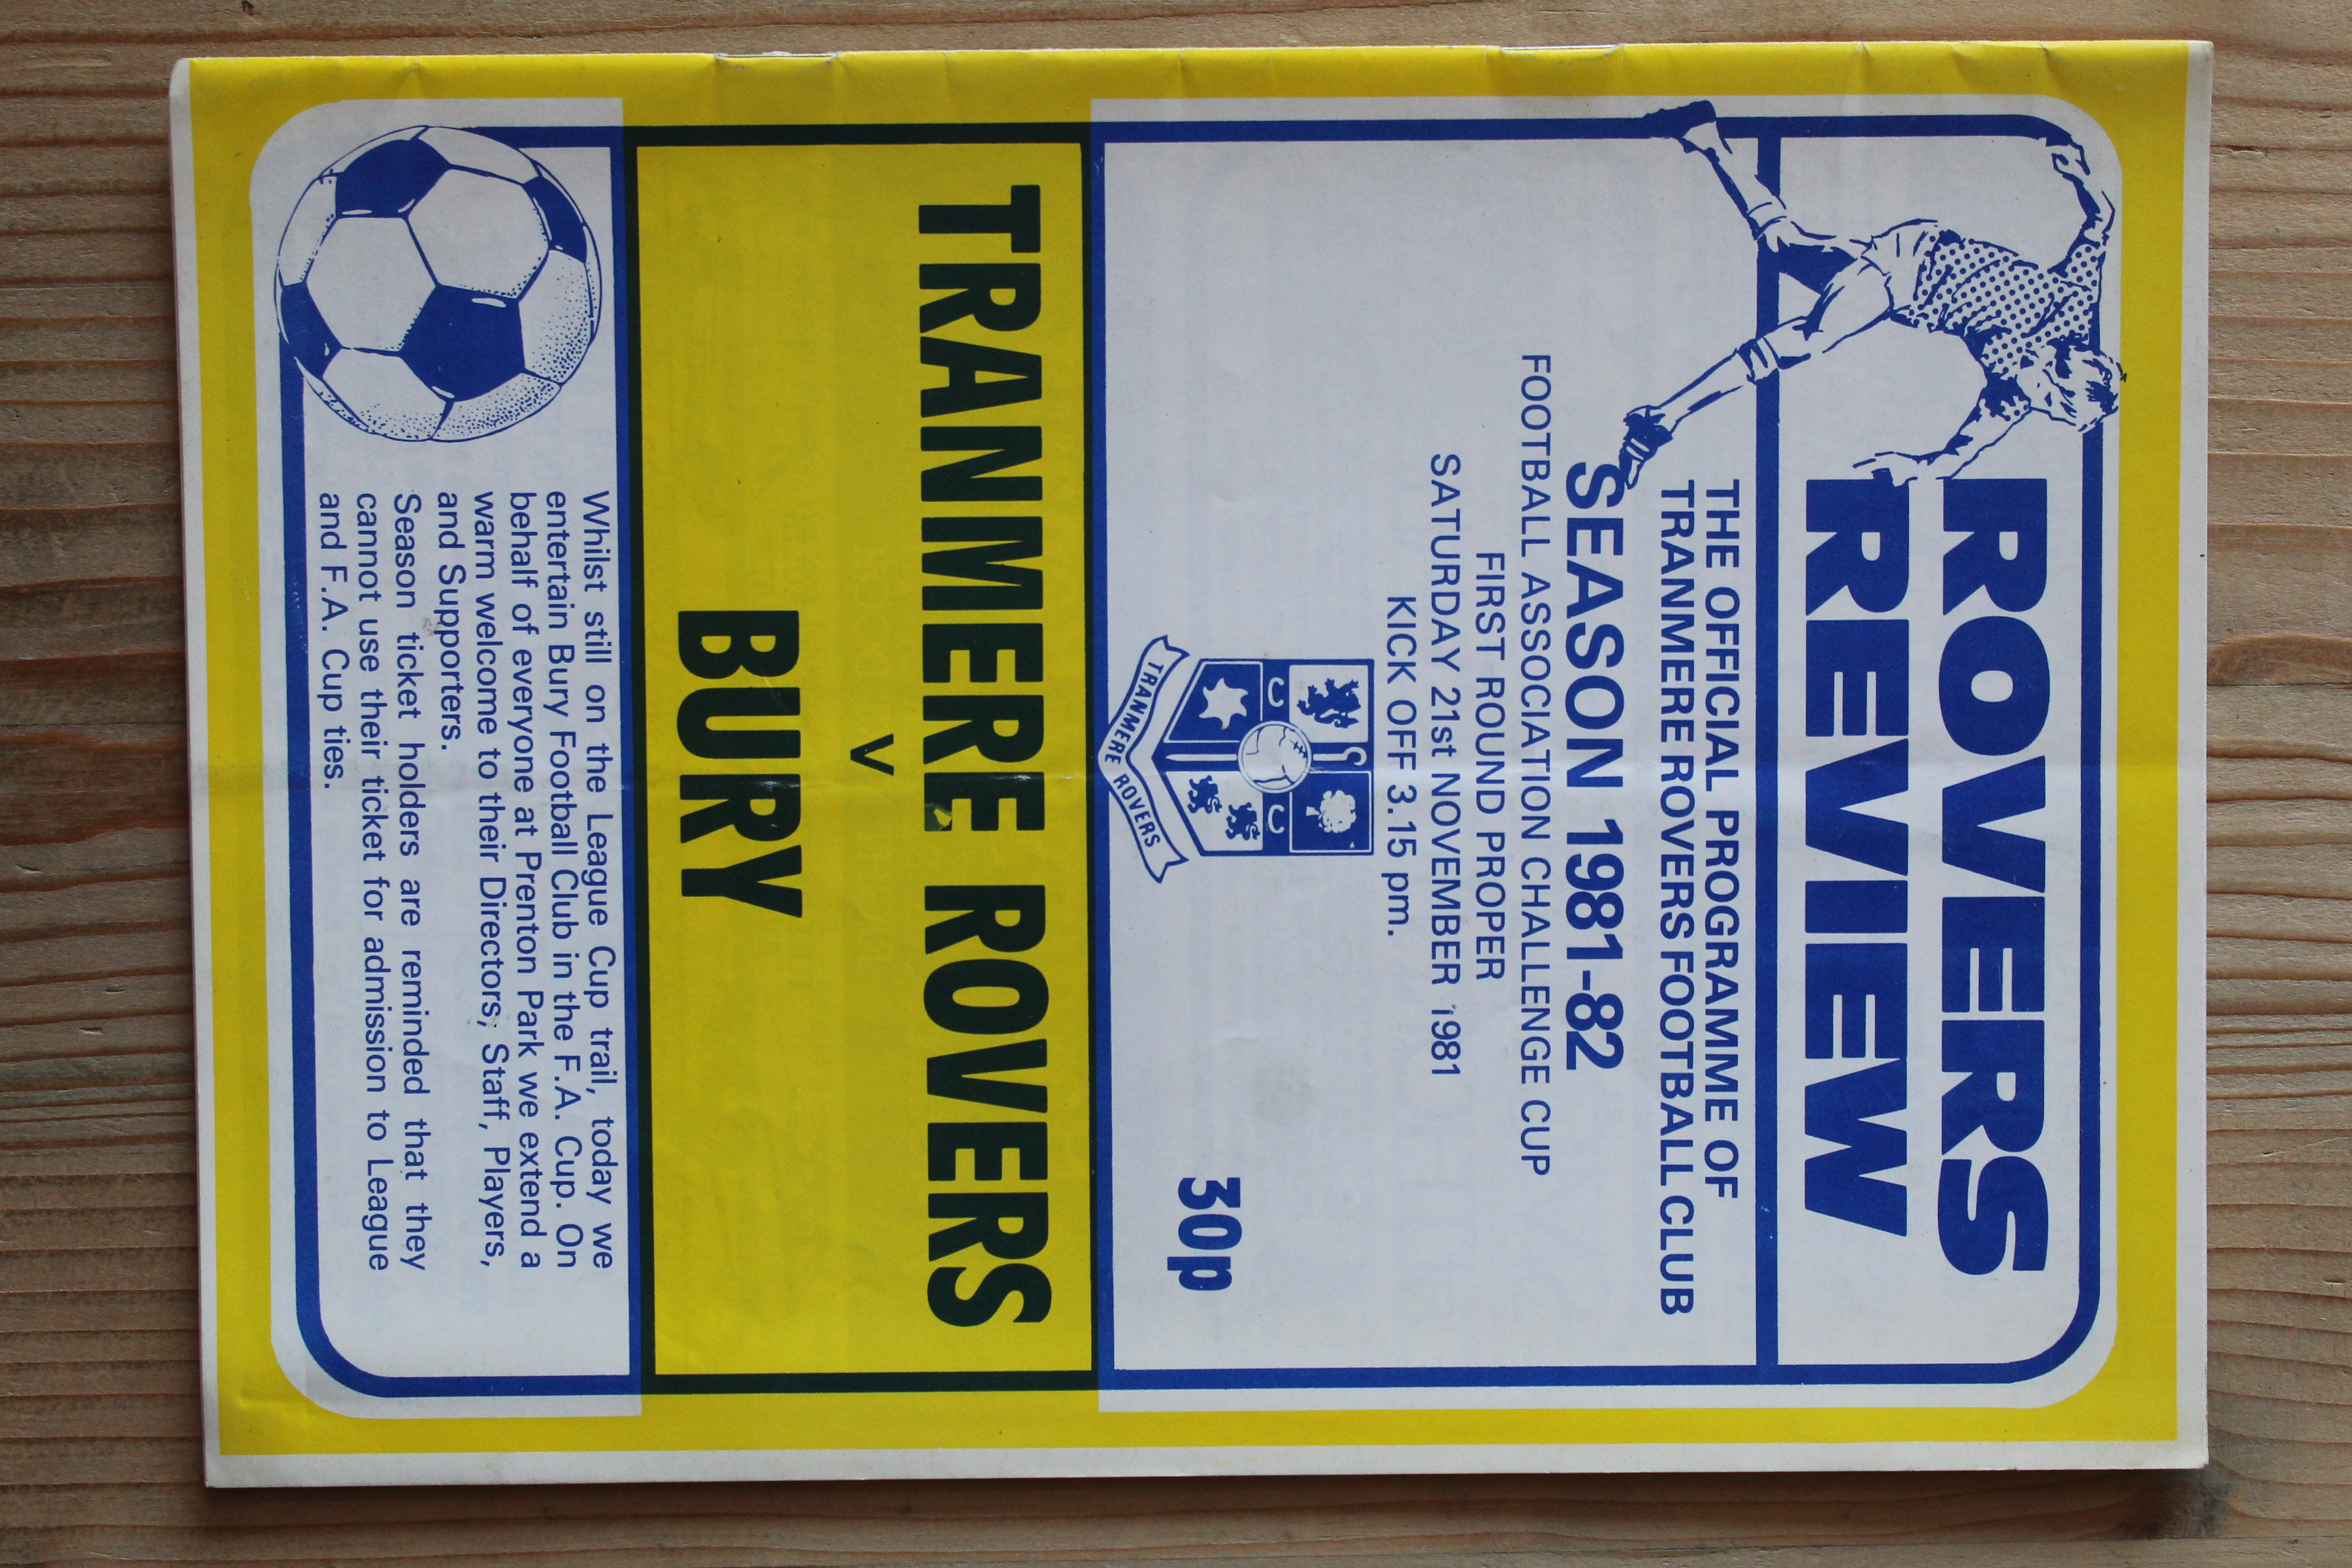 ROVERS
REVIEW
THE OFFICIAL PROGRAMME OF
TRANMERE ROVERS FOOTBALL CLUB
SEASON 1981-82
FOOTBALL ASSOCIATION CHALLENGE CUP
FIRST ROUND PROPER
SATURDAY 21st NOVEMBER 1981
KICK OFF 3.15 pm.
TRANMERE ROVERS
30p
TRANMERE ROVERS
v
BURY
Whilst still on the League Cup trail, today we
entertain Bury Football Club in the F.A. Cup. On
behalf of everyone at Prenton Park we extend a
warm welcome to their Directors, Staff, Players,
and Supporters.
Season ticket holders are reminded that they
cannot use their ticket for admission to League
and F.A. Cup ties.